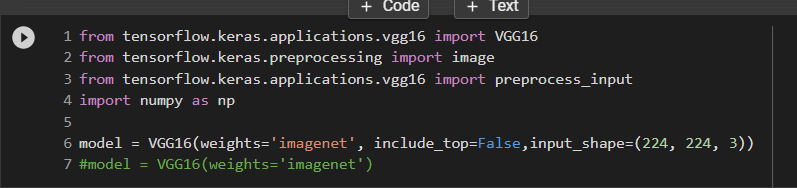 + Code + Text
1 from tensorflow.keras.applications.vgg16 import VGG16
2 from tensorflow.keras.preprocessing import image
3 from tensorflow.keras.applications.vgg16 import preprocess_input
4 import numpy as np
5
6 model = VGG16(weights='imagenet', include_top=False,input_shape=(224, 224, 3))
7 #model = VGG16(weights='imagenet')